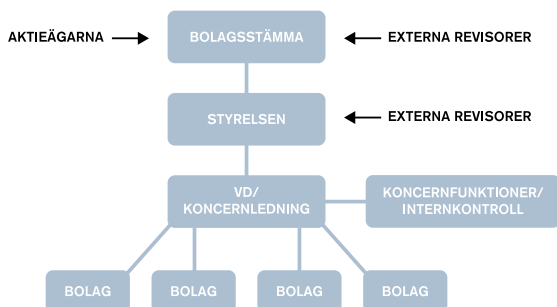 AKTIEÄGARNA
BOLAGSSTÄMMA
EXTERNA REVISORER
STYRELSEN
EXTERNA REVISORER
VD/
KONCERNLEDNING
KONCERNFUNKTIONER/
INTERNKONTROLL
BOLAG
BOLAG
BOLAG
BOLAG